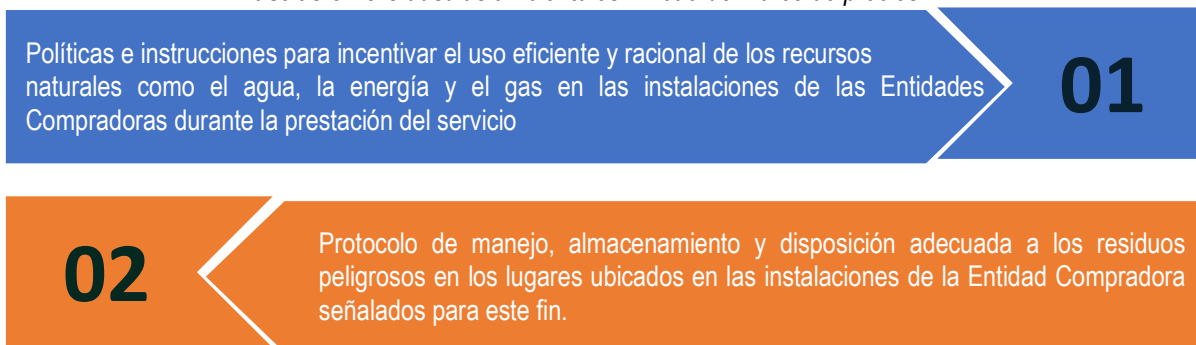 Políticas e instrucciones para incentivar el uso eficiente y racional de los recursos
naturales como el agua, la energía y el gas en las instalaciones de las Entidades
Compradoras durante la prestación del servicio
01
02
Protocolo de manejo, almacenamiento y disposición adecuada a los residuos
peligrosos en los lugares ubicados en las instalaciones de la Entidad Compradora
señalados para este fin.